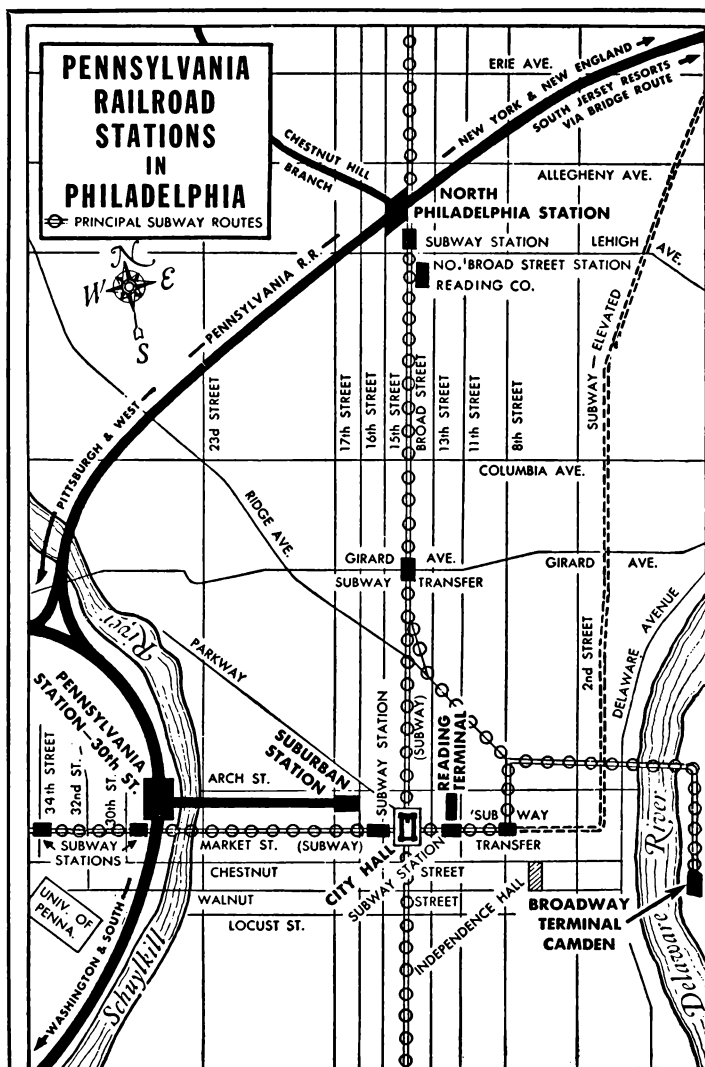 PENNSYLVANIA
RAILROAD
STATIONS
IN
PHILADELPHIA
PRINCIPAL SUBWAY ROUTES
N
W
E
S
ERIE AVE.
NEW YORK & NEW ENGLAND
SOUTH JERSEY RESORTS
VIA BRIDGE ROUTE
CHESTNUT HILL
BRANCH
ALLEGHENY AVE.
NORTH
PHILADELPHIA STATION
SUBWAY STATION
LEHIGH AVE.
NO. BROAD STREET STATION
READING CO.
PENNSYLVANIA R.R.
SUBWAY — ELEVATED
PITTSBURGH & WEST
23d STREET
17th STREET
16th STREET
15th STREET
BROAD STREET
13th STREET
11th STREET
8th STREET
COLUMBIA AVE.
RIDGE AVE.
GIRARD AVE.
GIRARD AVE.
SUBWAY TRANSFER
River
PARKWAY
2nd STREET
DELAWARE AVENUE
PENNSYLVANIA
STATION — 30th ST.
SUBURBAN
STATION
SUBWAY STATION
(SUBWAY)
READING
TERMINAL
34th STREET
32nd ST.
30th ST.
ARCH ST.
SUBWAY
STATIONS
MARKET ST.
(SUBWAY)
'SUBWAY
TRANSFER
CITY HALL
SUBWAY STATION
CHESTNUT STREET
WALNUT STREET
LOCUST ST.
INDEPENDENCE HALL
UNIV. OF
PENNA.
WASHINGTON & SOUTH
Schuylkill
BROADWAY
TERMINAL
CAMDEN
Delaware River